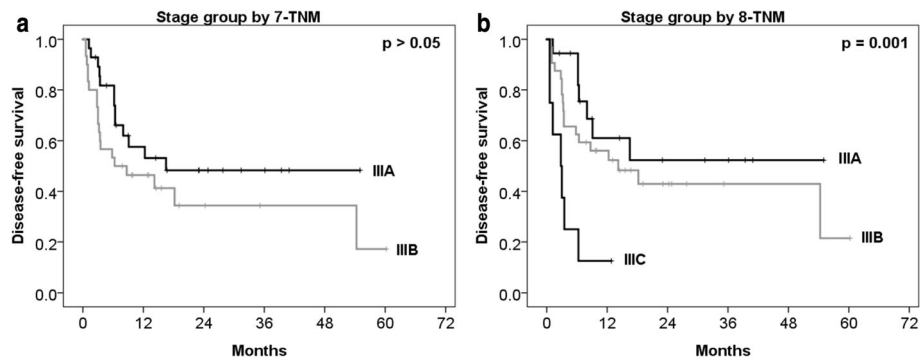 a
Stage group by 7-TNM
p > 0.05
Disease-free survival
1.0
0.8
0.6
0.4
0.2
0.0
IIIA
IIIB
0 12 24 36 48 60 72
Months
b
Stage group by 8-TNM
p = 0.001
Disease-free survival
1.0
0.8
0.6
0.4
0.2
0.0
IIIA
IIIB
IIIC
0 12 24 36 48 60 72
Months